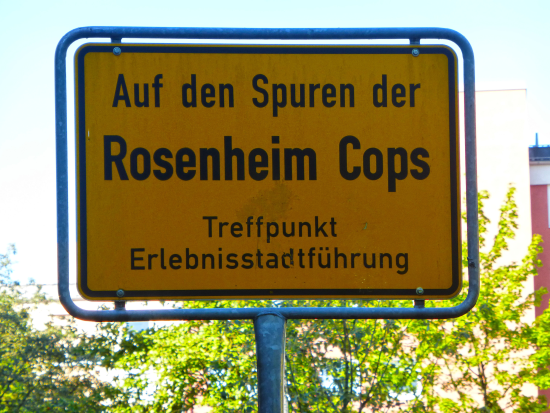 Auf den Spuren der
Rosenheim Cops
Treffpunkt
Erlebnisstadtführung